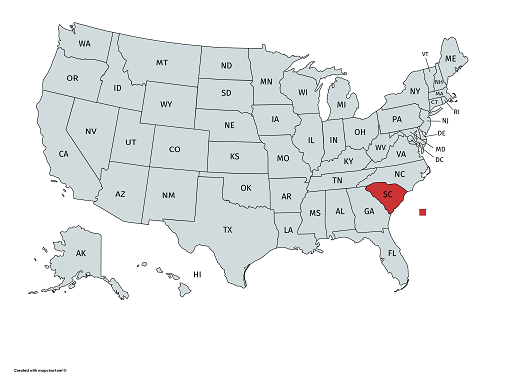 WA
MT
ND
MN
OR
ID
SD
WI
MI
VT
ME
NH
NY
MA
CT
RI
WY
IA
NE
PA
NJ
NV
UT
CO
IL
IN
OH
DE
MD
DC
CA
KS
MO
KY
WV
VA
AZ
NM
OK
AR
TN
NC
SC
TX
LA
MS
AL
GA
FL
AK
HI
Created with mapchart.net ©